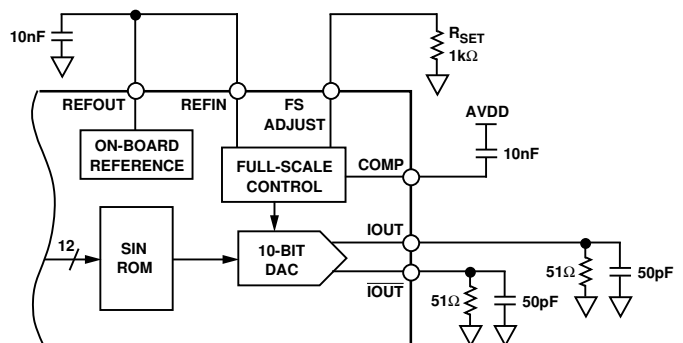 10nF
R_SET
1kΩ
REFOUT
REFIN
FS
ADJUST
AVDD
ON-BOARD
REFERENCE
FULL-SCALE
CONTROL
COMP
10nF
12
SIN
ROM
10-BIT
DAC
IOUT
IOUT
51Ω
50pF
51Ω
50pF